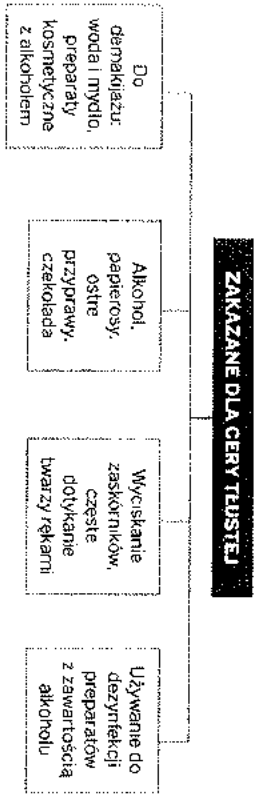 ZAKAZANE DLA CERY TŁUSTEJ
Do
demakijażu:
woda i mydło,
preparaty
kosmetyczne
z alkoholem
Alkohol,
papierosy,
ostre
przyprawy,
czekolada
Wyciskanie
zaskórników,
częste
dotykanie
twarzy rękami
Używanie do
dezynfekcji
preparatów
z zawartością
alkoholu